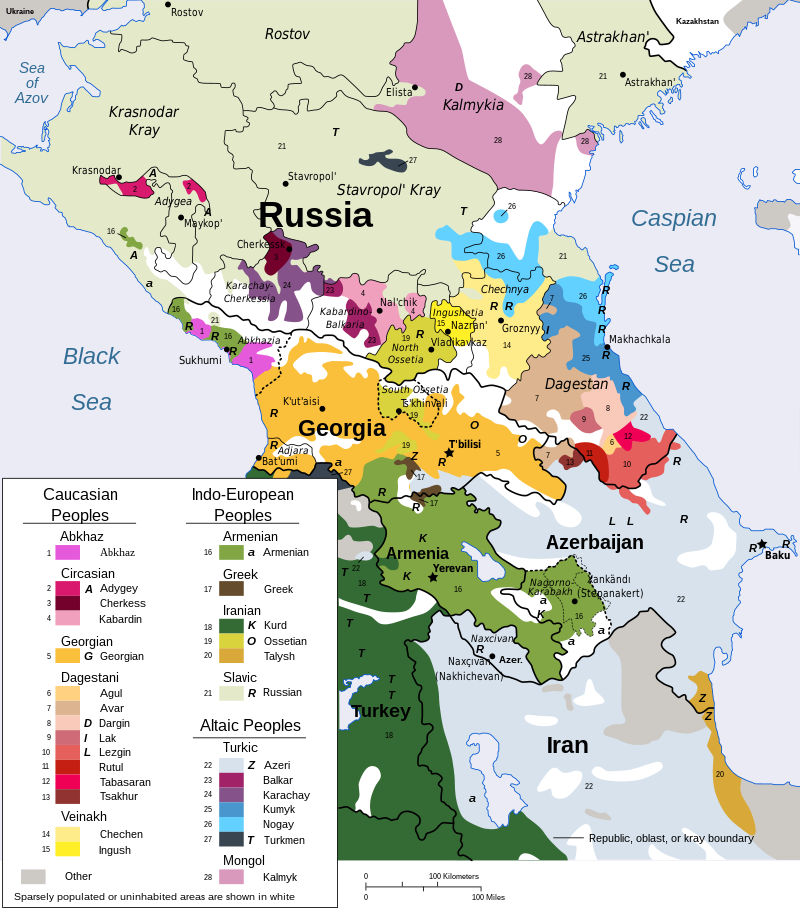 Ukraine
Rostov
Rostov
Kazakhstan
Astrakhan'
21
Astrakhan'
Sea
of
Azov
Elista
D
Kalmykia
28
28
28
Krasnodar
Kray
T
21
27
Stavropol'
Stavropol' Kray
Krasnodar
A
2
2
Adygea
A
Maykop'
Russia
T
26
Caspian
Sea
16
A
a
Cherkessk
3
26
21
Karachay-
Cherkessia
24
23
4
Nal'chik
4
Chechnya
R
R
7
26
R
R
R
16
R
1
21
R
16
R
Abkhazia
1
Sukhumi
Kabardino-
Balkaria
23
19
R
North
Ossetia
Ingushetia
15
Nazran'
Vladikavkaz
Groznyy
14
I
Makhachkala
R
25
Black
Sea
Dagestan
R
7
8
9
22
6
12
South Ossetia
Ts'khinvali
19
K'ut'aisi
R
Georgia
O
O
R
Adjara
Bat'umi
a
27
19
Z
T'bilisi
R
5
7
13
11
10
R
17
17
R
R
L
L
R
K
Armenia
Yerevan
K
16
Azerbaijan
R
R
Baku
22
Nagorno-
Karabakh
Xankändi
(Stepanakert)
a
K
16
a
a
T
22
18
T
T
T
T
T
Naxcivan
R
Naxçıvan
Azer.
(Nakhichevan)
Turkey
18
Iran
Z
Z
20
22
a
Republic, oblast, or kray boundary
0
100 Kilometers
0
100 Miles
Caucasian
Peoples
Abkhaz
1 Abkhaz
Circasian
2 A Adygey
3 Cherkess
4 Kabardin
Georgian
5 G Georgian
Dagestani
6 Agul
7 Avar
8 D Dargin
9 I Lak
10 L Lezgin
11 Rutul
12 Tabasaran
13 Tsakhur
Veinakh
14 Chechen
15 Ingush
Other
Indo-European
Peoples
Armenian
16 a Armenian
Greek
17 Greek
Iranian
18 K Kurd
19 O Ossetian
20 Talysh
Slavic
21 R Russian
Altaic Peoples
Turkic
22 Z Azeri
23 Balkar
24 Karachay
25 Kumyk
26 Nogay
27 T Turkmen
Mongol
28 Kalmyk
Sparsely populated or uninhabited areas are shown in white